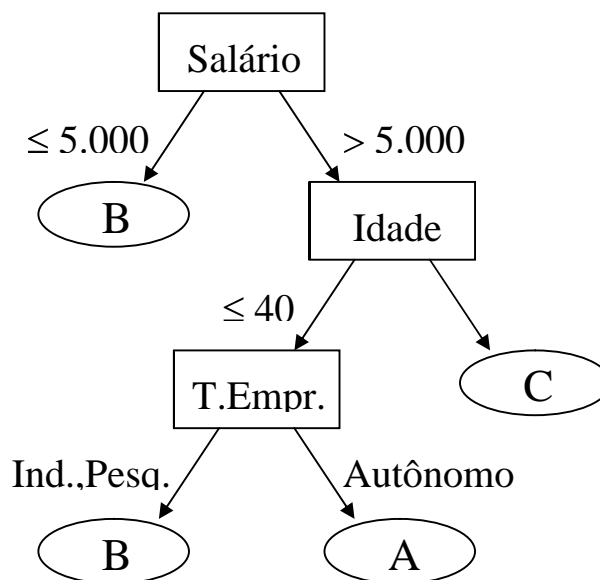 Salário
≤ 5.000
> 5.000
B
Idade
≤ 40
C
T.Empr.
Ind.,Pesq.
Autônomo
B
A